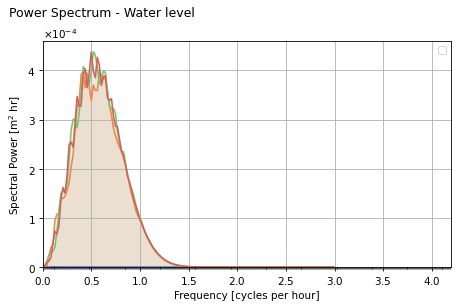 Power Spectrum - Water level
×10⁻⁴
4
3
2
1
0
Spectral Power [m² hr]
0.0 0.5 1.0 1.5 2.0 2.5 3.0 3.5 4.0
Frequency [cycles per hour]